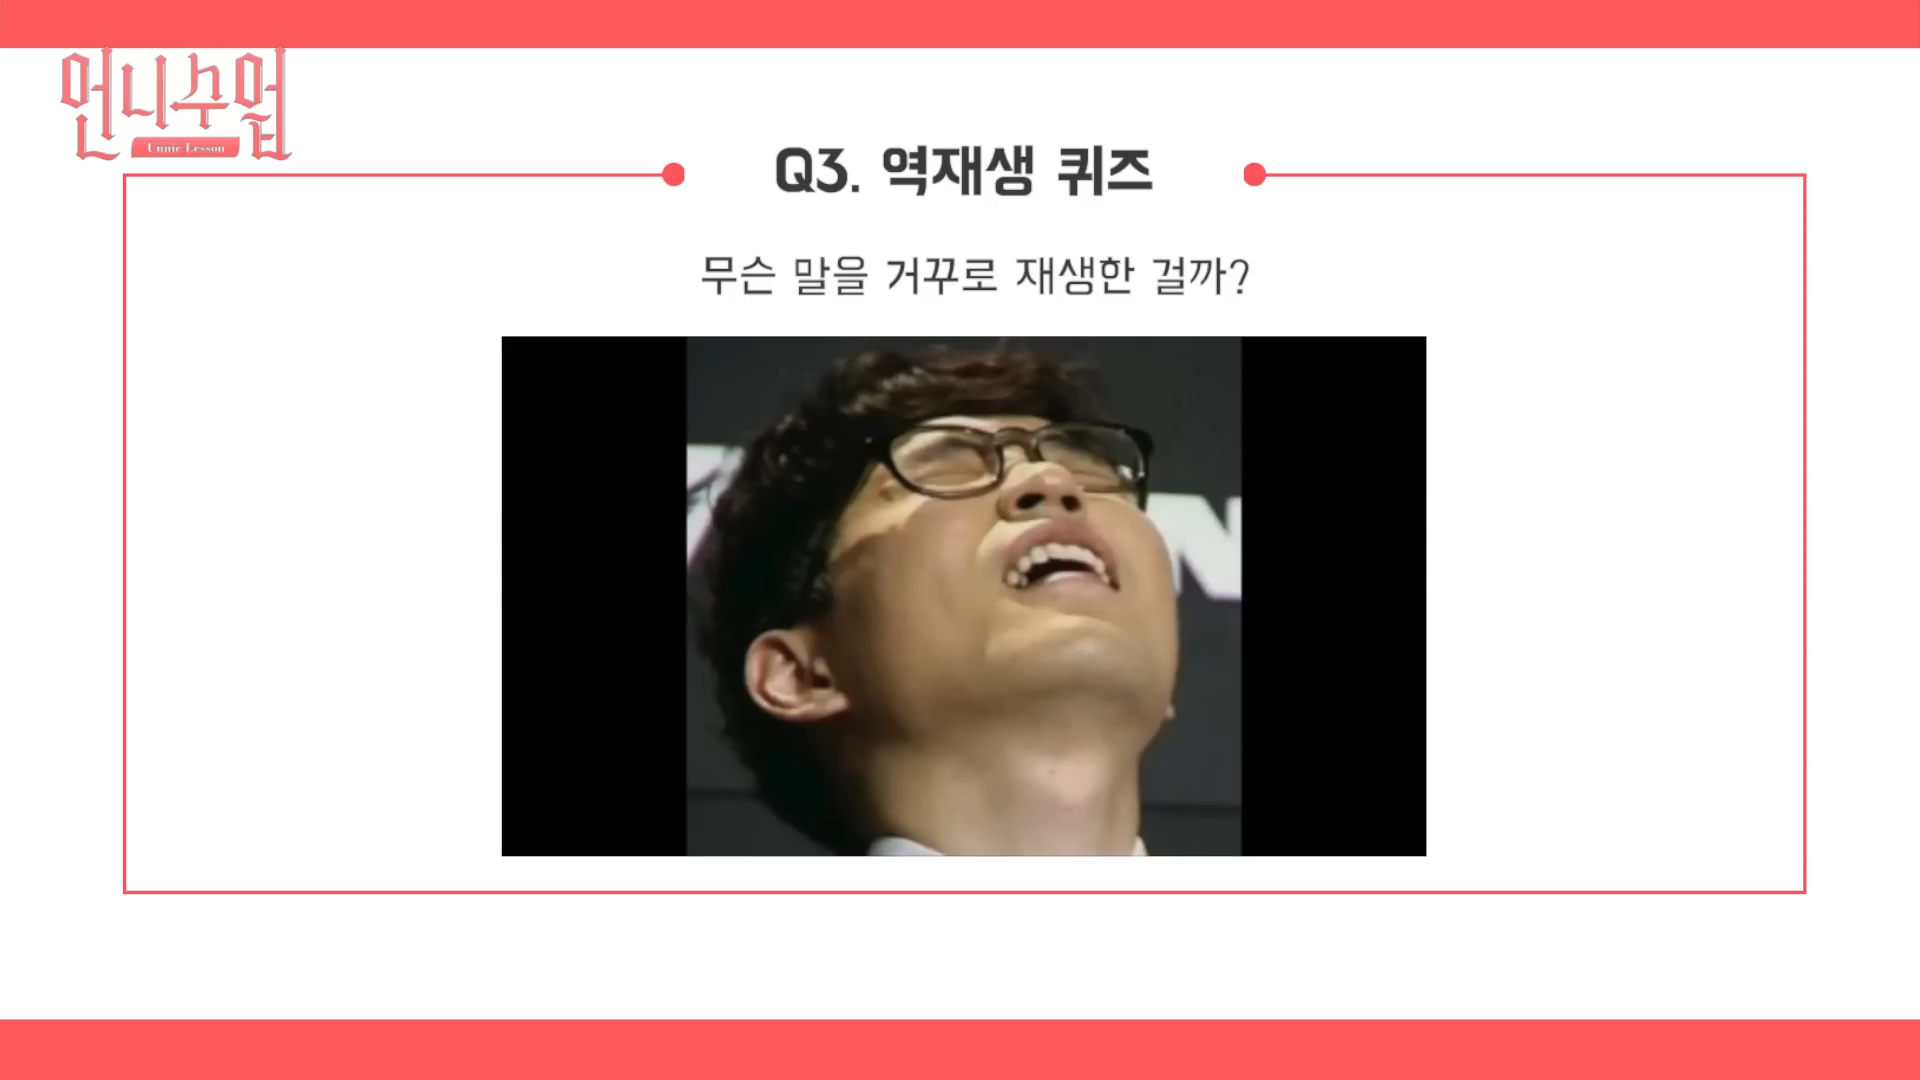 언니수업
Unnie Lesson
Q3. 역재생 퀴즈
무슨 말을 거꾸로 재생한 걸까?
N